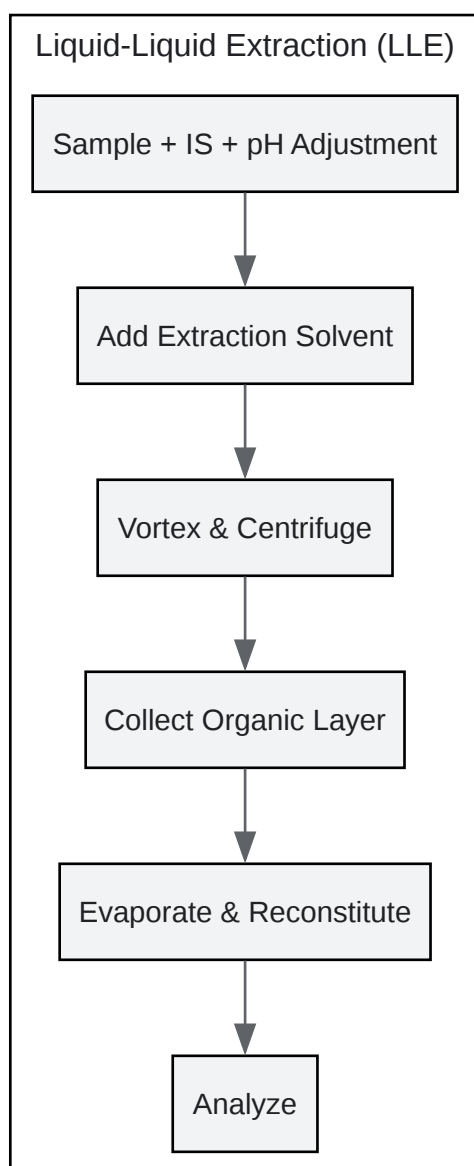 Liquid-Liquid Extraction (LLE)
Sample + IS + pH Adjustment
Add Extraction Solvent
Vortex & Centrifuge
Collect Organic Layer
Evaporate & Reconstitute
Analyze